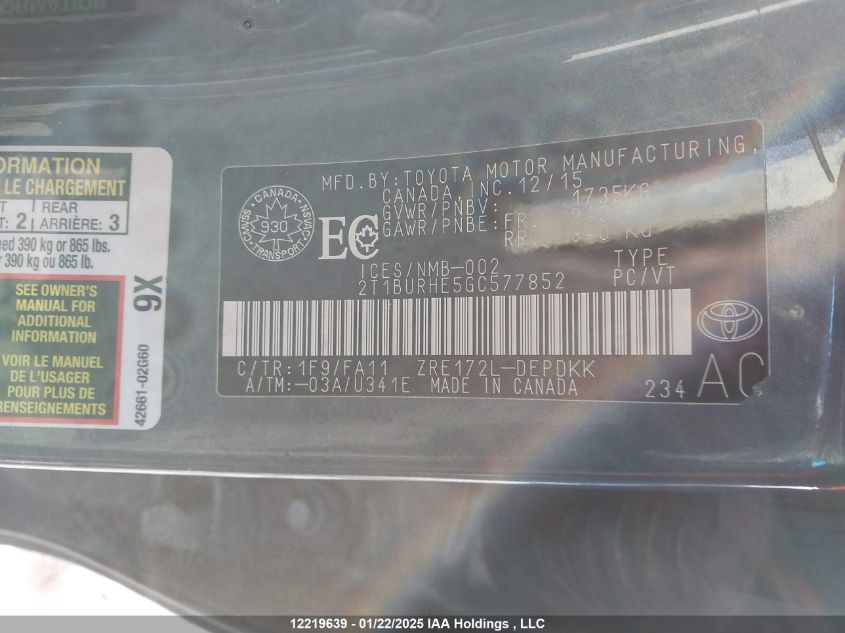 ORMATION
LE CHARGEMENT
REAR
: 2 ARRIÈRE: 3
eed 390 kg or 865 lbs.
390 kg ou 865 lb.
SEE OWNER'S
MANUAL FOR
ADDITIONAL
INFORMATION
VOIR LE MANUEL
DE L'USAGER
POUR PLUS DE
RENSEIGNEMENTS
9X
42661-02G60
CANADA
930
TRANSPORT
EC
MFD.BY:TOYOTA MOTOR MANUFACTURING,
CANADA,INC.12/15
GVWR/PNBV: 1735KG
GAWR/PNBE:FR.
RR. KG
ICES/NMB-002
2T1BURHE5GC577852
TYPE
PC/VT
C/TR:1F9/FA11 ZRE172L-DEPDKK
A/TM:-03A/U341E MADE IN CANADA
234
AC
TOYOTA
12219639 - 01/22/2025 IAA Holdings , LLC